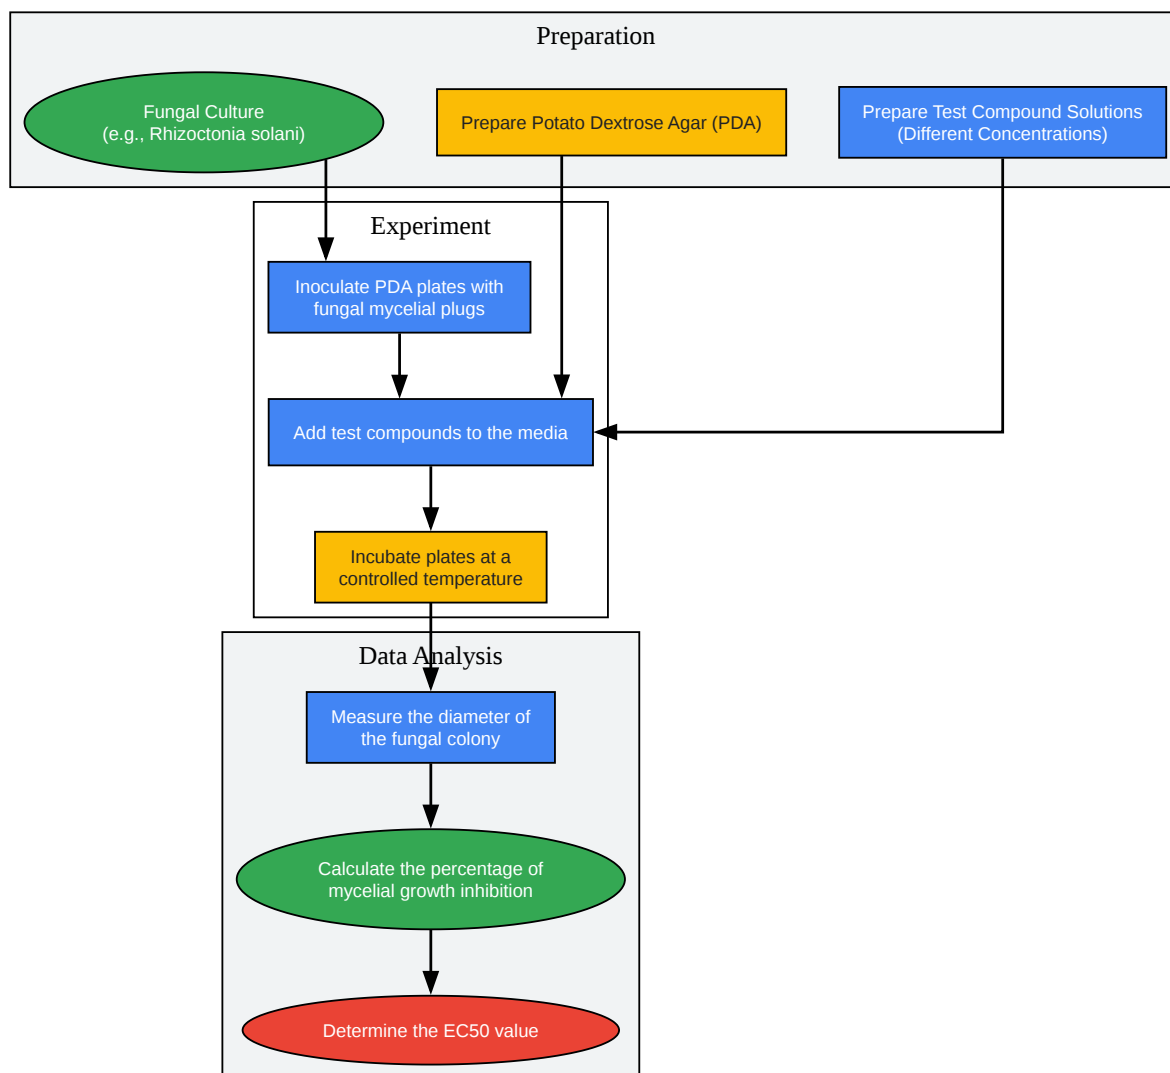 Preparation
Fungal Culture
(e.g., Rhizoctonia solani)
Prepare Potato Dextrose Agar (PDA)
Prepare Test Compound Solutions
(Different Concentrations)
Experiment
Inoculate PDA plates with
fungal mycelial plugs
Add test compounds to the media
Incubate plates at a
controlled temperature
Data Analysis
Measure the diameter of
the fungal colony
Calculate the percentage of
mycelial growth inhibition
Determine the EC50 value